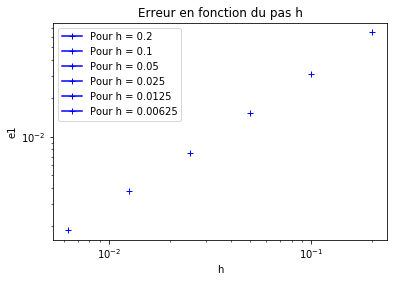 Erreur en fonction du pas h
Pour h = 0.2
Pour h = 0.1
Pour h = 0.05
Pour h = 0.025
Pour h = 0.0125
Pour h = 0.00625
e1
10⁻²
10⁻²
10⁻¹
h